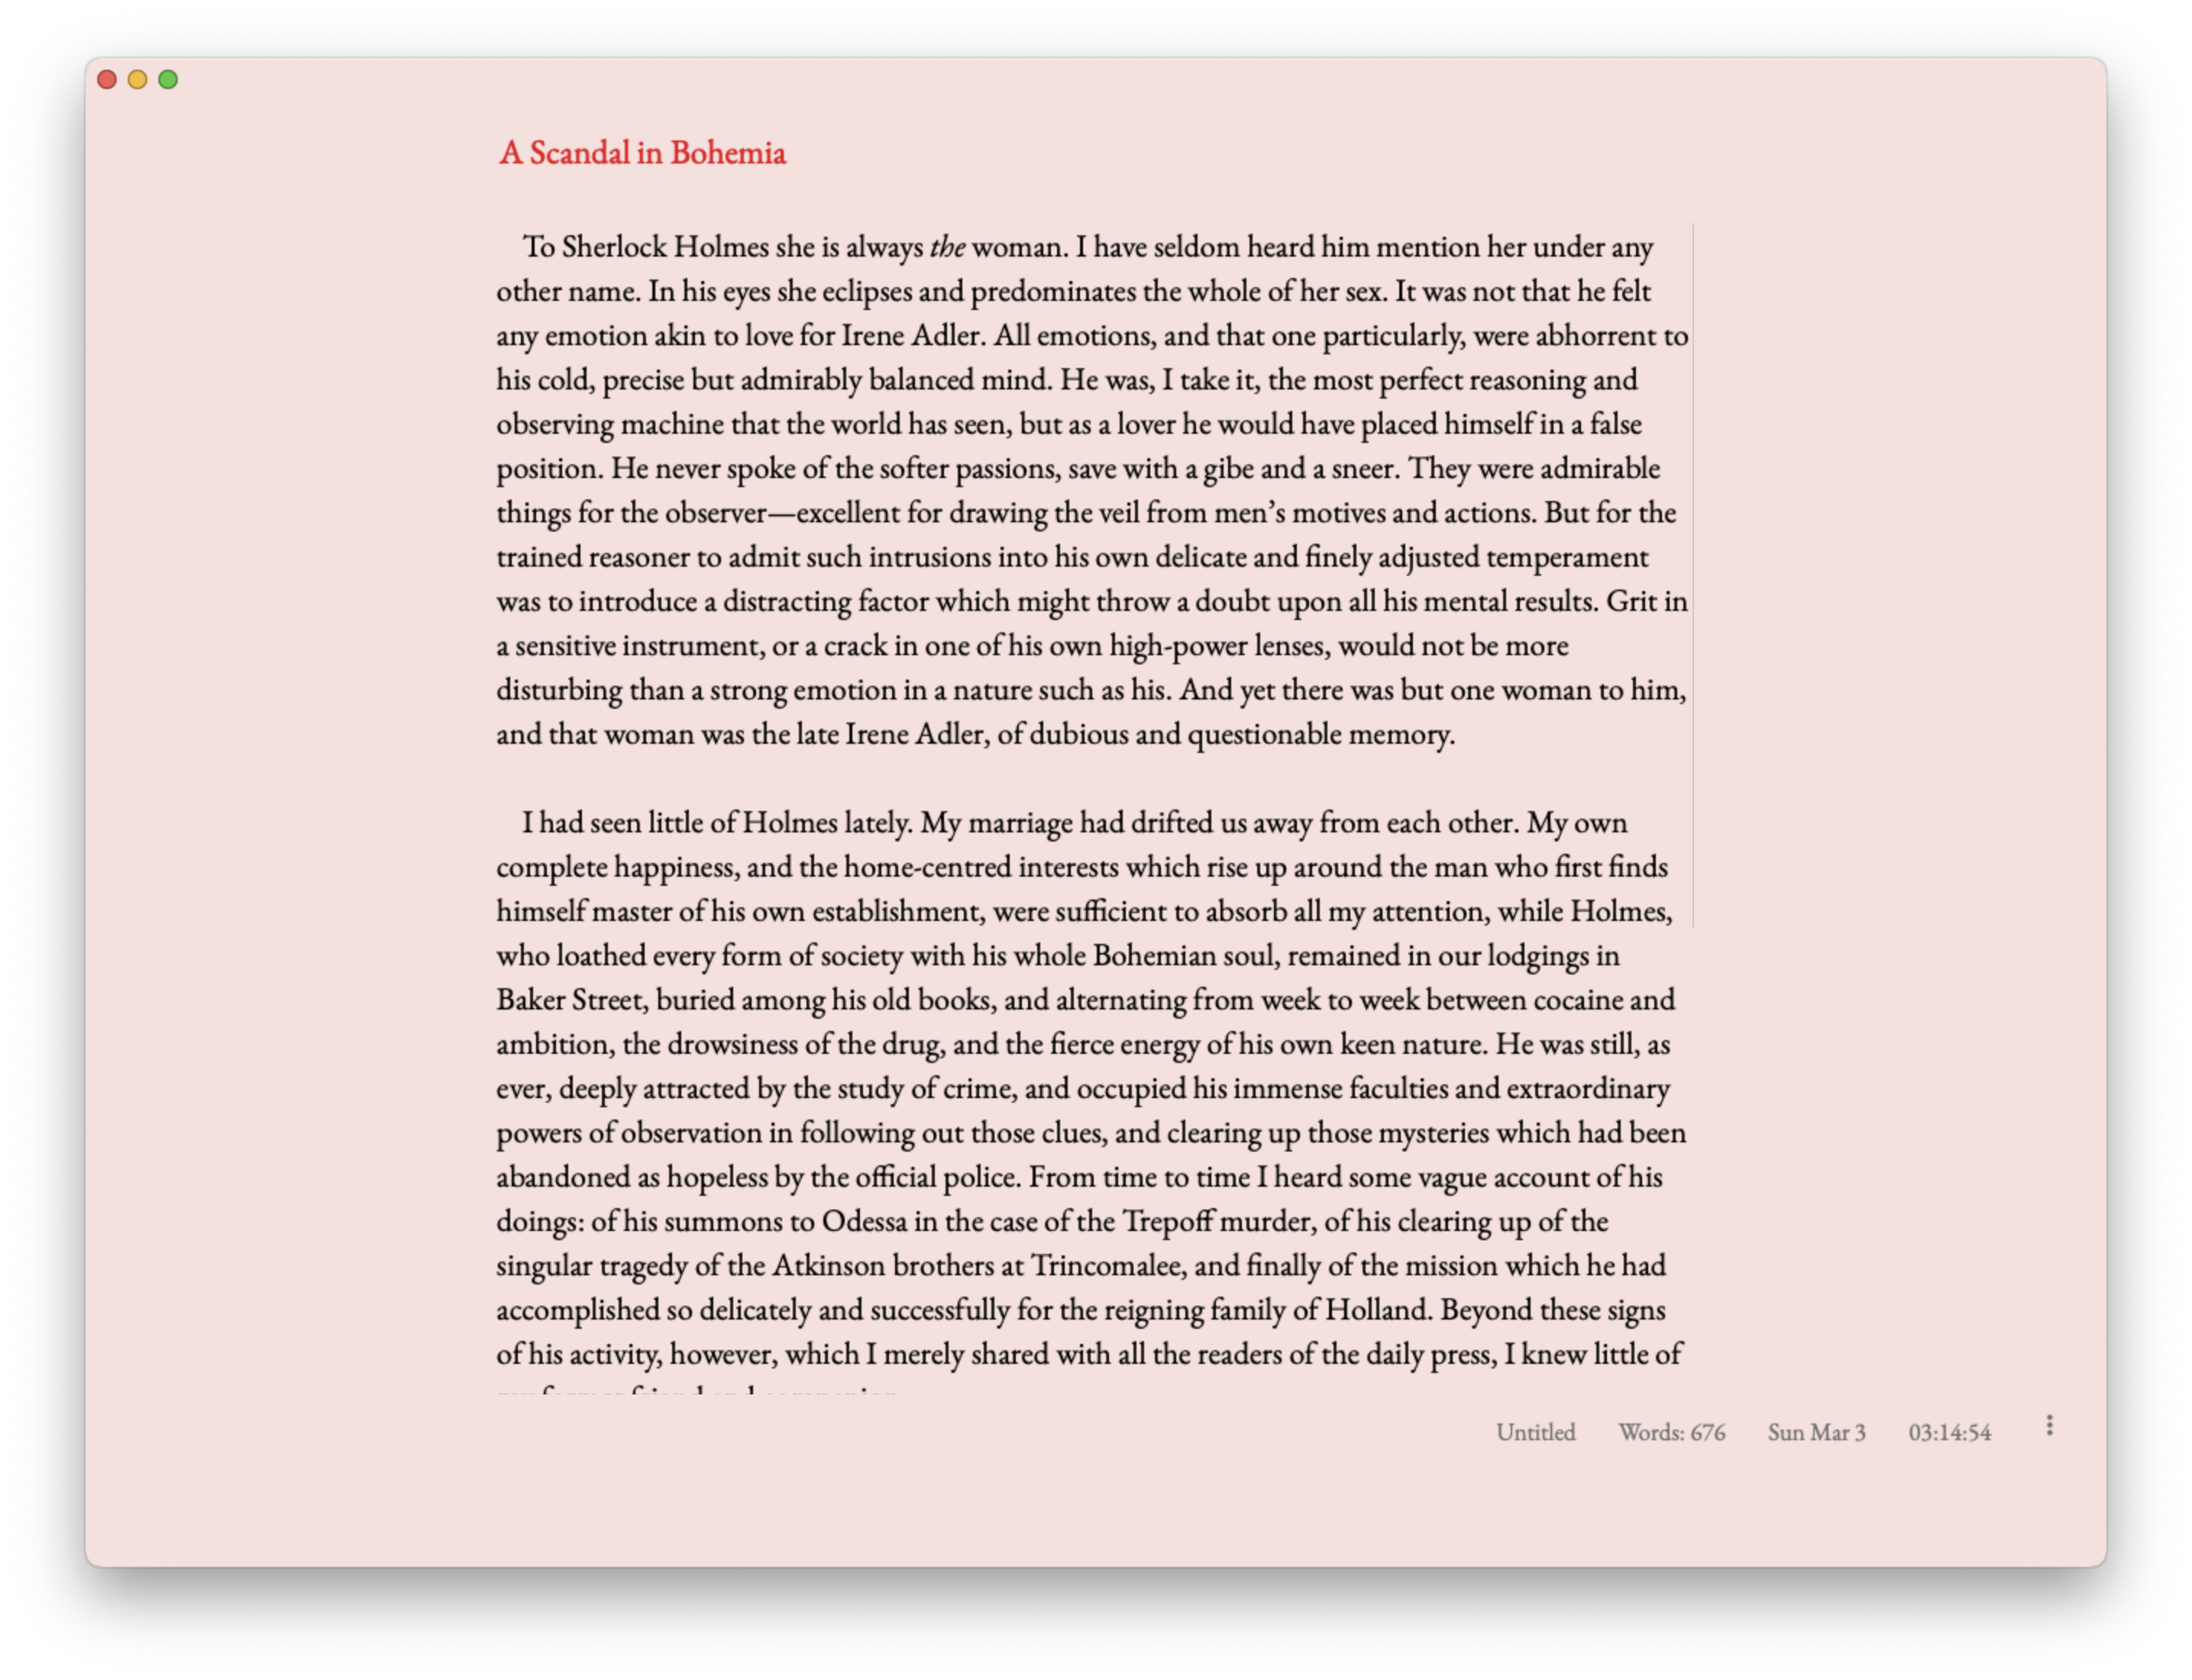 A Scandal in Bohemia
To Sherlock Holmes she is always the woman. I have seldom heard him mention her under any
other name. In his eyes she eclipses and predominates the whole of her sex. It was not that he felt
any emotion akin to love for Irene Adler. All emotions, and that one particularly, were abhorrent to
his cold, precise but admirably balanced mind. He was, I take it, the most perfect reasoning and
observing machine that the world has seen, but as a lover he would have placed himself in a false
position. He never spoke of the softer passions, save with a gibe and a sneer. They were admirable
things for the observer—excellent for drawing the veil from men’s motives and actions. But for the
trained reasoner to admit such intrusions into his own delicate and finely adjusted temperament
was to introduce a distracting factor which might throw a doubt upon all his mental results. Grit in
a sensitive instrument, or a crack in one of his own high-power lenses, would not be more
disturbing than a strong emotion in a nature such as his. And yet there was but one woman to him,
and that woman was the late Irene Adler, of dubious and questionable memory.
I had seen little of Holmes lately. My marriage had drifted us away from each other. My own
complete happiness, and the home-centred interests which rise up around the man who first finds
himself master of his own establishment, were sufficient to absorb all my attention, while Holmes,
who loathed every form of society with his whole Bohemian soul, remained in our lodgings in
Baker Street, buried among his old books, and alternating from week to week between cocaine and
ambition, the drowsiness of the drug, and the fierce energy of his own keen nature. He was still, as
ever, deeply attracted by the study of crime, and occupied his immense faculties and extraordinary
powers of observation in following out those clues, and clearing up those mysteries which had been
abandoned as hopeless by the official police. From time to time I heard some vague account of his
doings: of his summons to Odessa in the case of the Trepoff murder, of his clearing up of the
singular tragedy of the Atkinson brothers at Trincomalee, and finally of the mission which he had
accomplished so delicately and successfully for the reigning family of Holland. Beyond these signs
of his activity, however, which I merely shared with all the readers of the daily press, I knew little of
Untitled Words: 676 Sun Mar 3 03:14:54